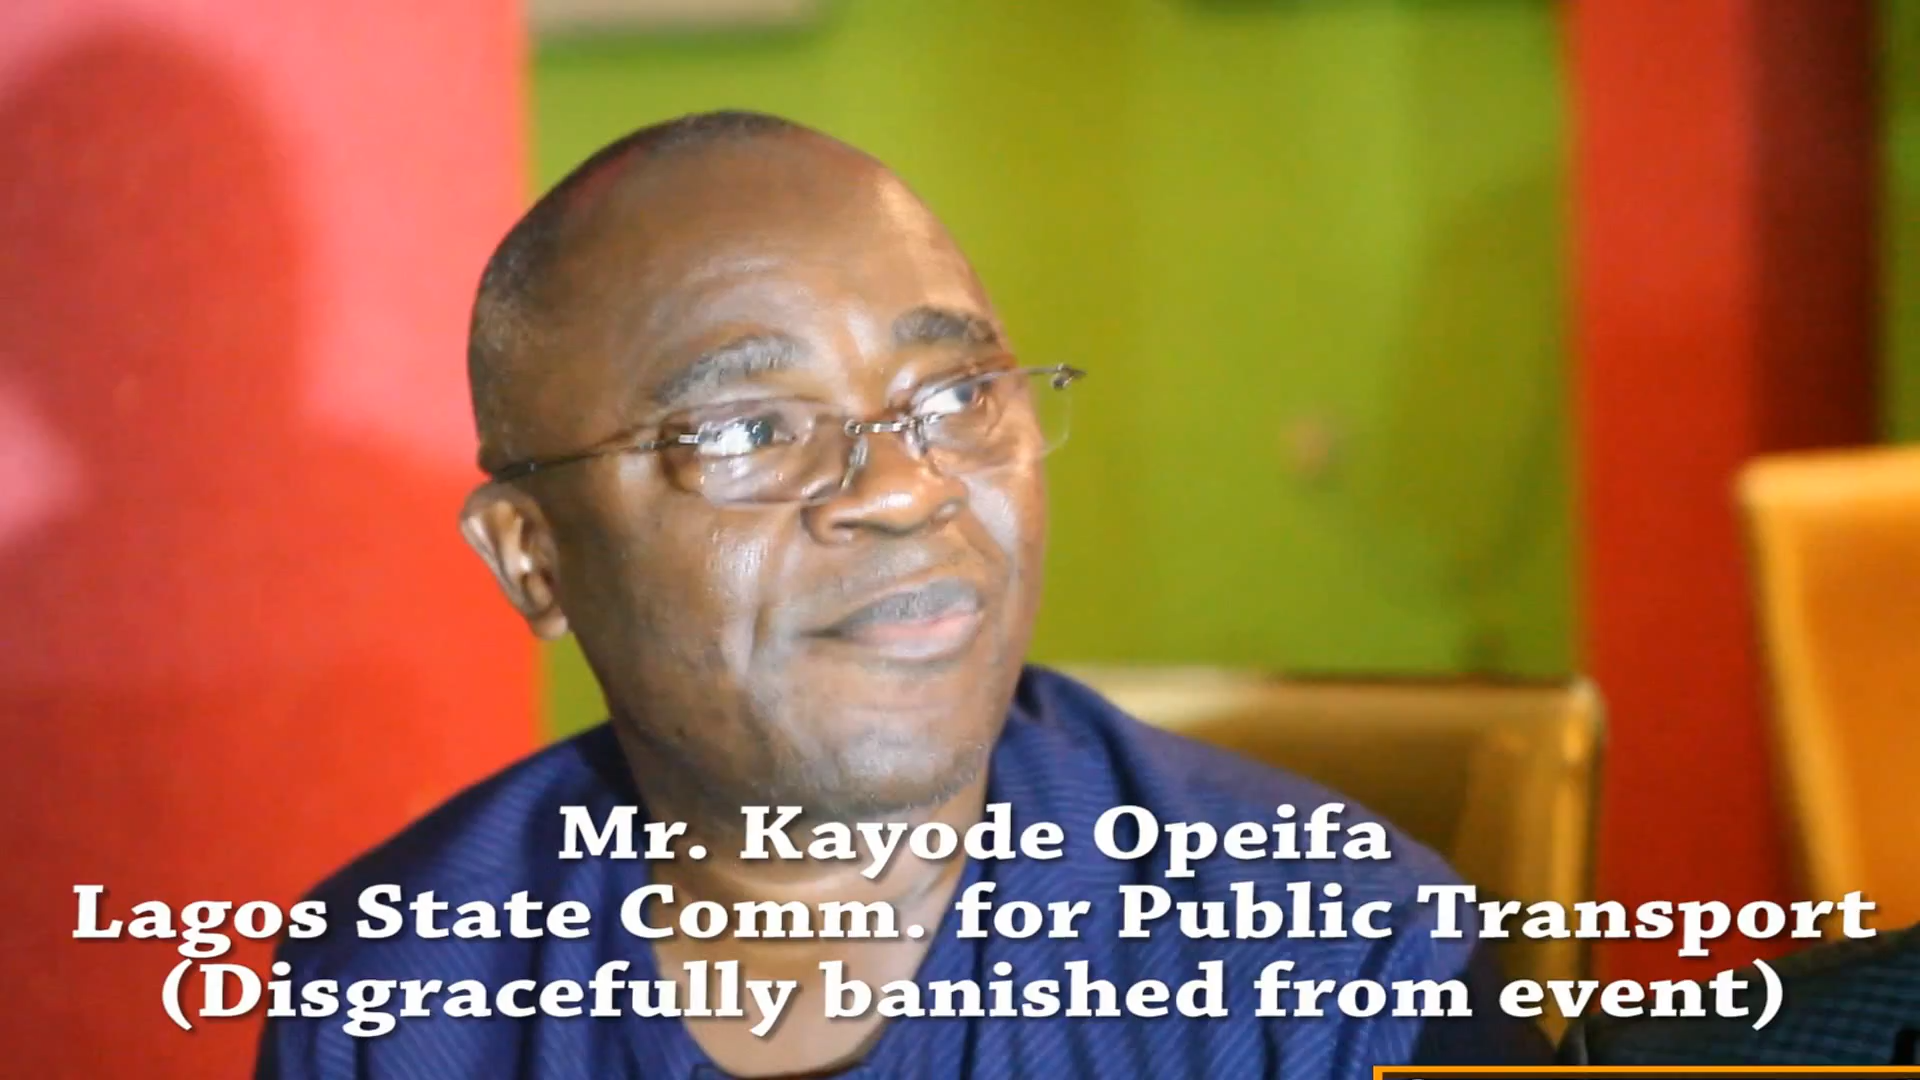 Mr. Kayode Opeifa
Lagos State Comm. for Public Transport
(Disgracefully banished from event)